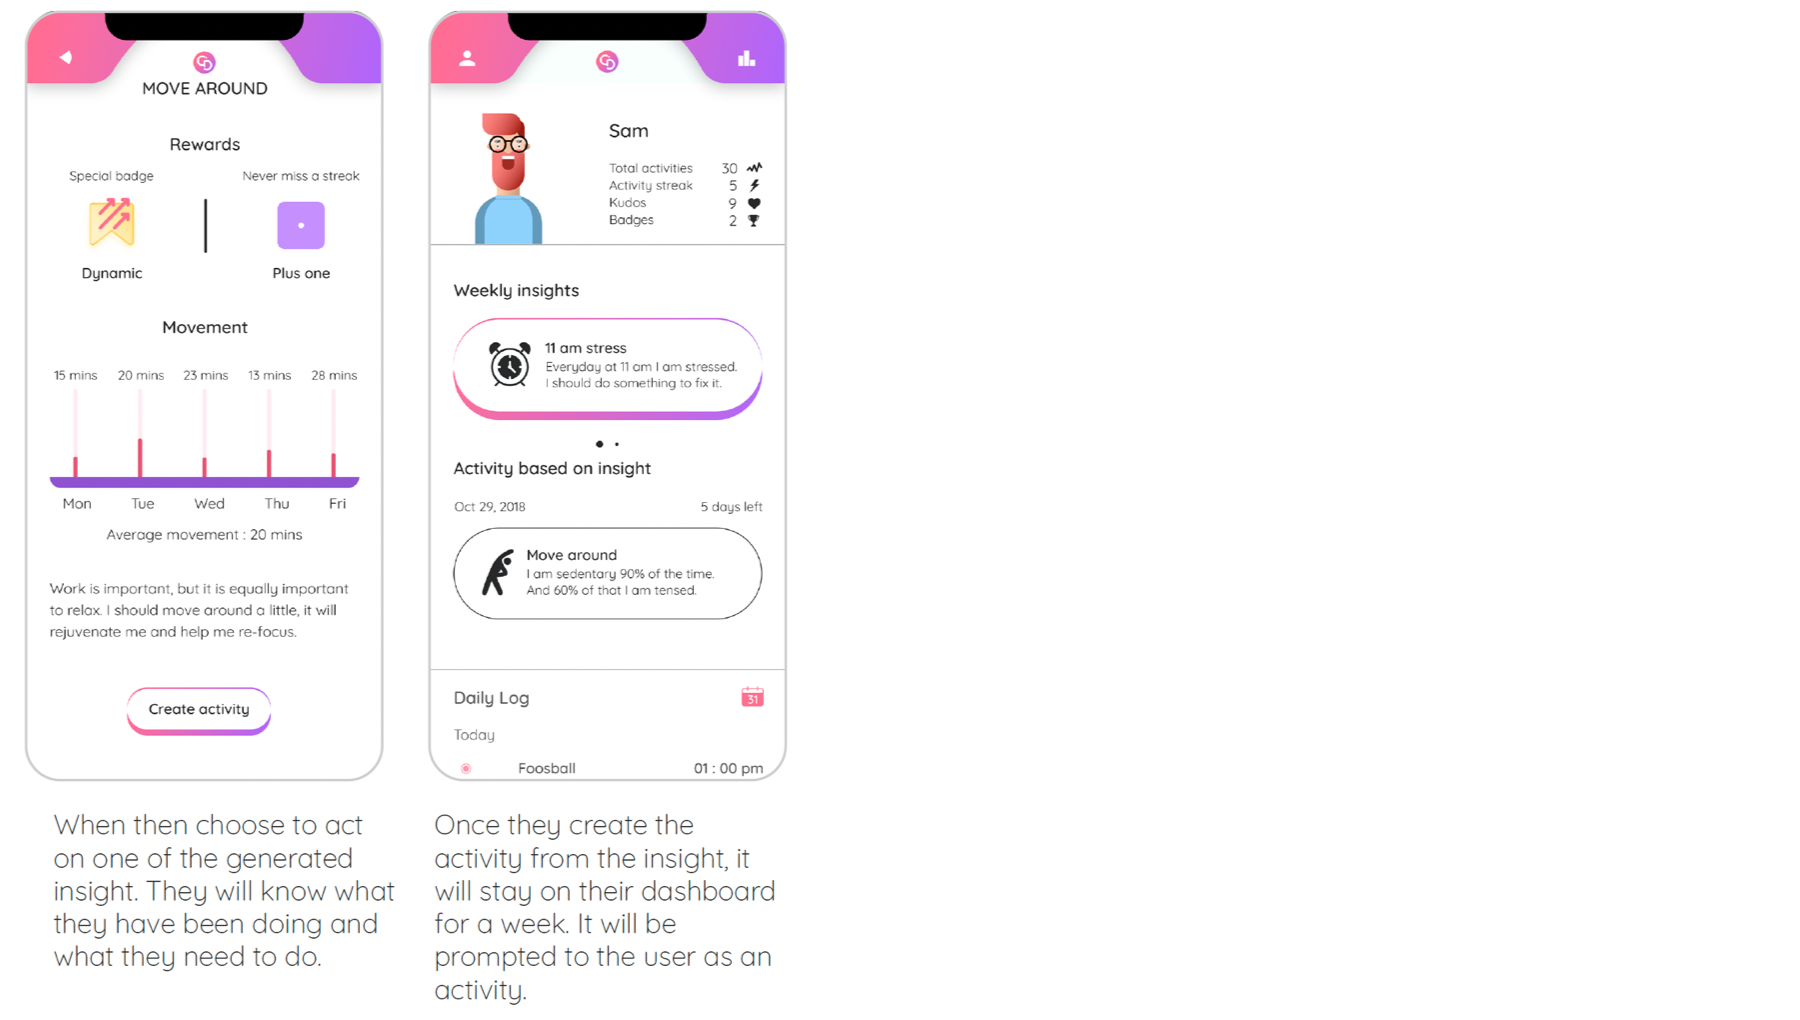 MOVE AROUND
Rewards
Special badge
Never miss a streak
Dynamic
Plus one
Movement
15 mins 20 mins 23 mins 13 mins 28 mins
Mon Tue Wed Thu Fri
Average movement : 20 mins
Work is important, but it is equally important
to relax. I should move around a little, it will
rejuvenate me and help me re-focus.
Create activity
When then choose to act
on one of the generated
insight. They will know what
they have been doing and
what they need to do.
CD
Sam
Total activities 30
Activity streak 5
Kudos 9
Badges 2
Weekly insights
11 am stress
Everyday at 11 am I am stressed.
I should do something to fix it.
Activity based on insight
Oct 29, 2018 5 days left
Move around
I am sedentary 90% of the time.
And 60% of that I am tensed.
Daily Log
31
Today
Foosball 01 : 00 pm
Once they create the
activity from the insight, it
will stay on their dashboard
for a week. It will be
prompted to the user as an
activity.